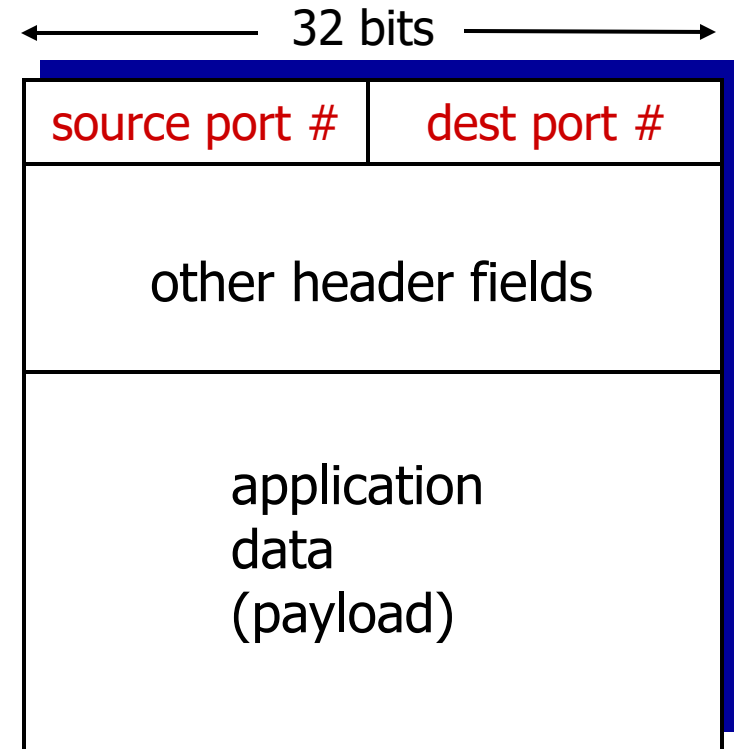 32 bits
source port # dest port #
other header fields
application
data
(payload)